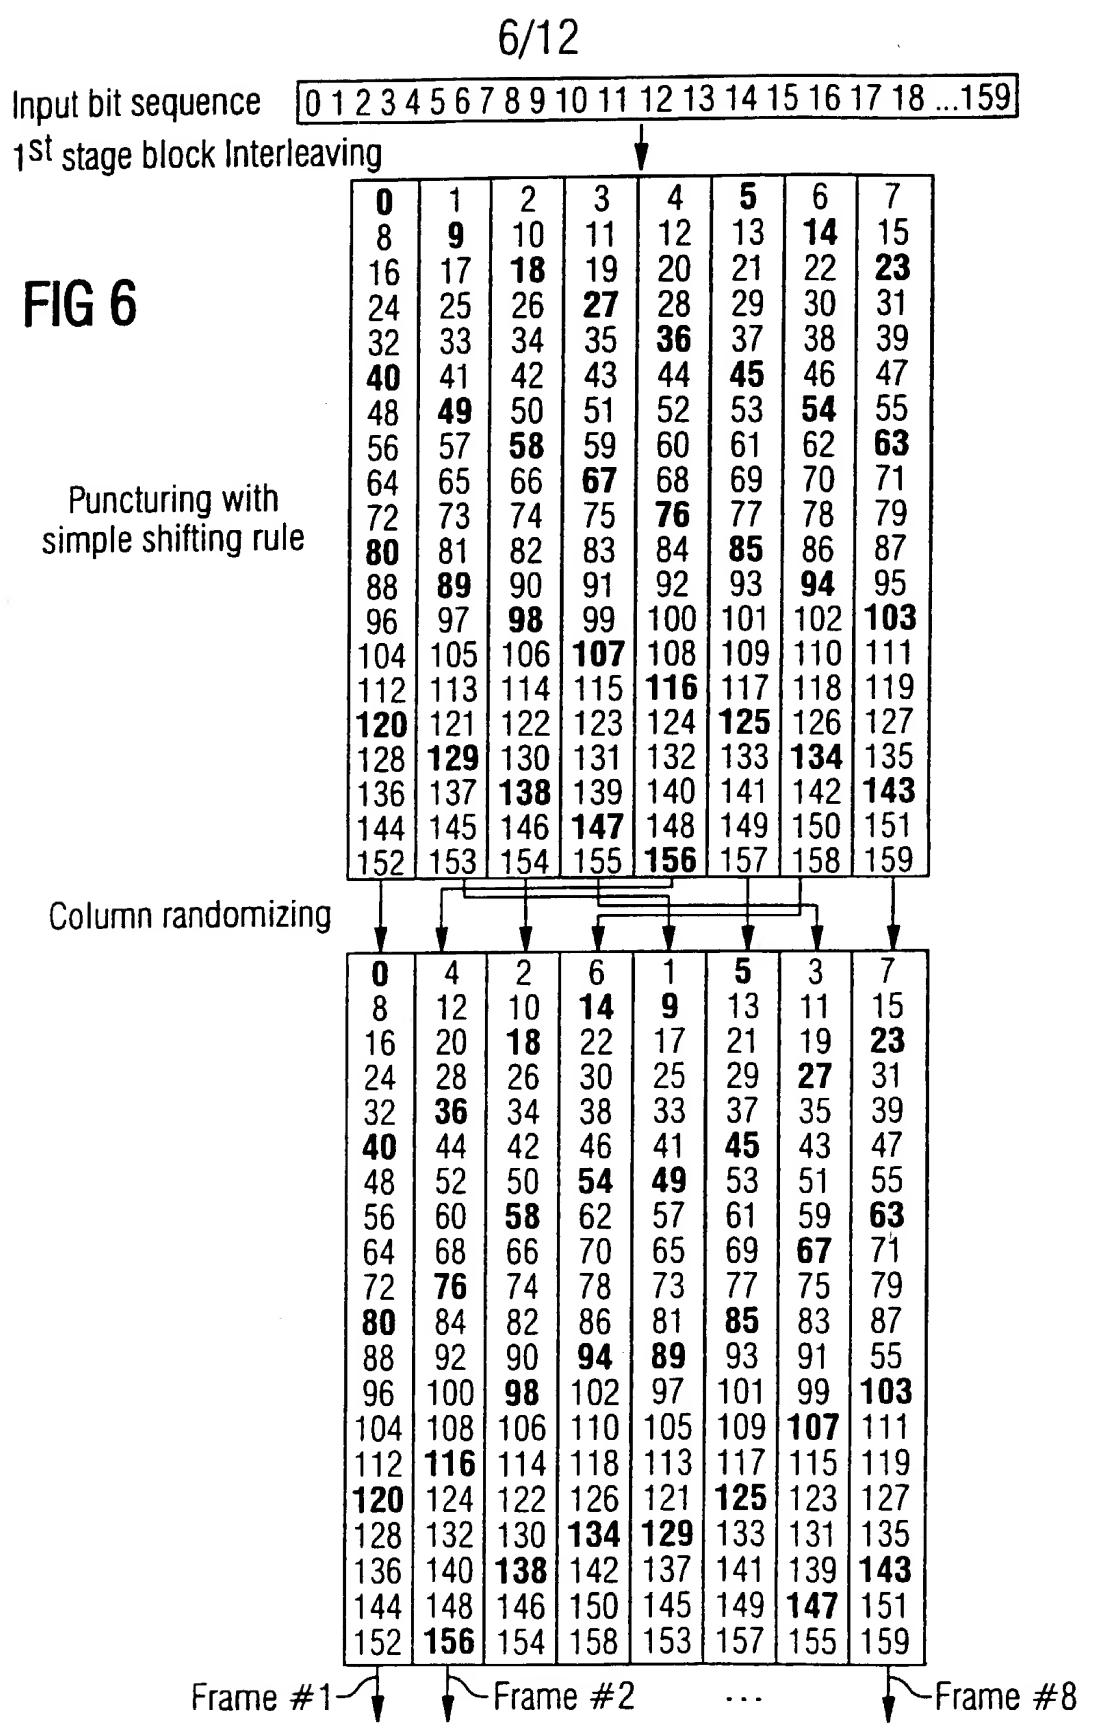 6/12
Input bit sequence 0 1 2 3 4 5 6 7 8 9 10 11 12 13 14 15 16 17 18 ...159
1st stage block Interleaving
0 1 2 3 4 5 6 7
8 9 10 11 12 13 14 15
16 17 18 19 20 21 22 23
FIG 6
24 25 26 27 28 29 30 31
32 33 34 35 36 37 38 39
40 41 42 43 44 45 46 47
48 49 50 51 52 53 54 55
56 57 58 59 60 61 62 63
64 65 66 67 68 69 70 71
Puncturing with
simple shifting rule
72 73 74 75 76 77 78 79
80 81 82 83 84 85 86 87
88 89 90 91 92 93 94 95
96 97 98 99 100 101 102 103
104 105 106 107 108 109 110 111
112 113 114 115 116 117 118 119
120 121 122 123 124 125 126 127
128 129 130 131 132 133 134 135
136 137 138 139 140 141 142 143
144 145 146 147 148 149 150 151
152 153 154 155 156 157 158 159
Column randomizing
0 4 2 6 1 5 3 7
8 12 10 14 9 13 11 15
16 20 18 22 17 21 19 23
24 28 26 30 25 29 27 31
32 36 34 38 33 37 35 39
40 44 42 46 41 45 43 47
48 52 50 54 49 53 51 55
56 60 58 62 57 61 59 63
64 68 66 70 65 69 67 71
72 76 74 78 73 77 75 79
80 84 82 86 81 85 83 87
88 92 90 94 89 93 91 55
96 100 98 102 97 101 99 103
104 108 106 110 105 109 107 111
112 116 114 118 113 117 115 119
120 124 122 126 121 125 123 127
128 132 130 134 129 133 131 135
136 140 138 142 137 141 139 143
144 148 146 150 145 149 147 151
152 156 154 158 153 157 155 159
Frame #1 Frame #2 ... Frame #8